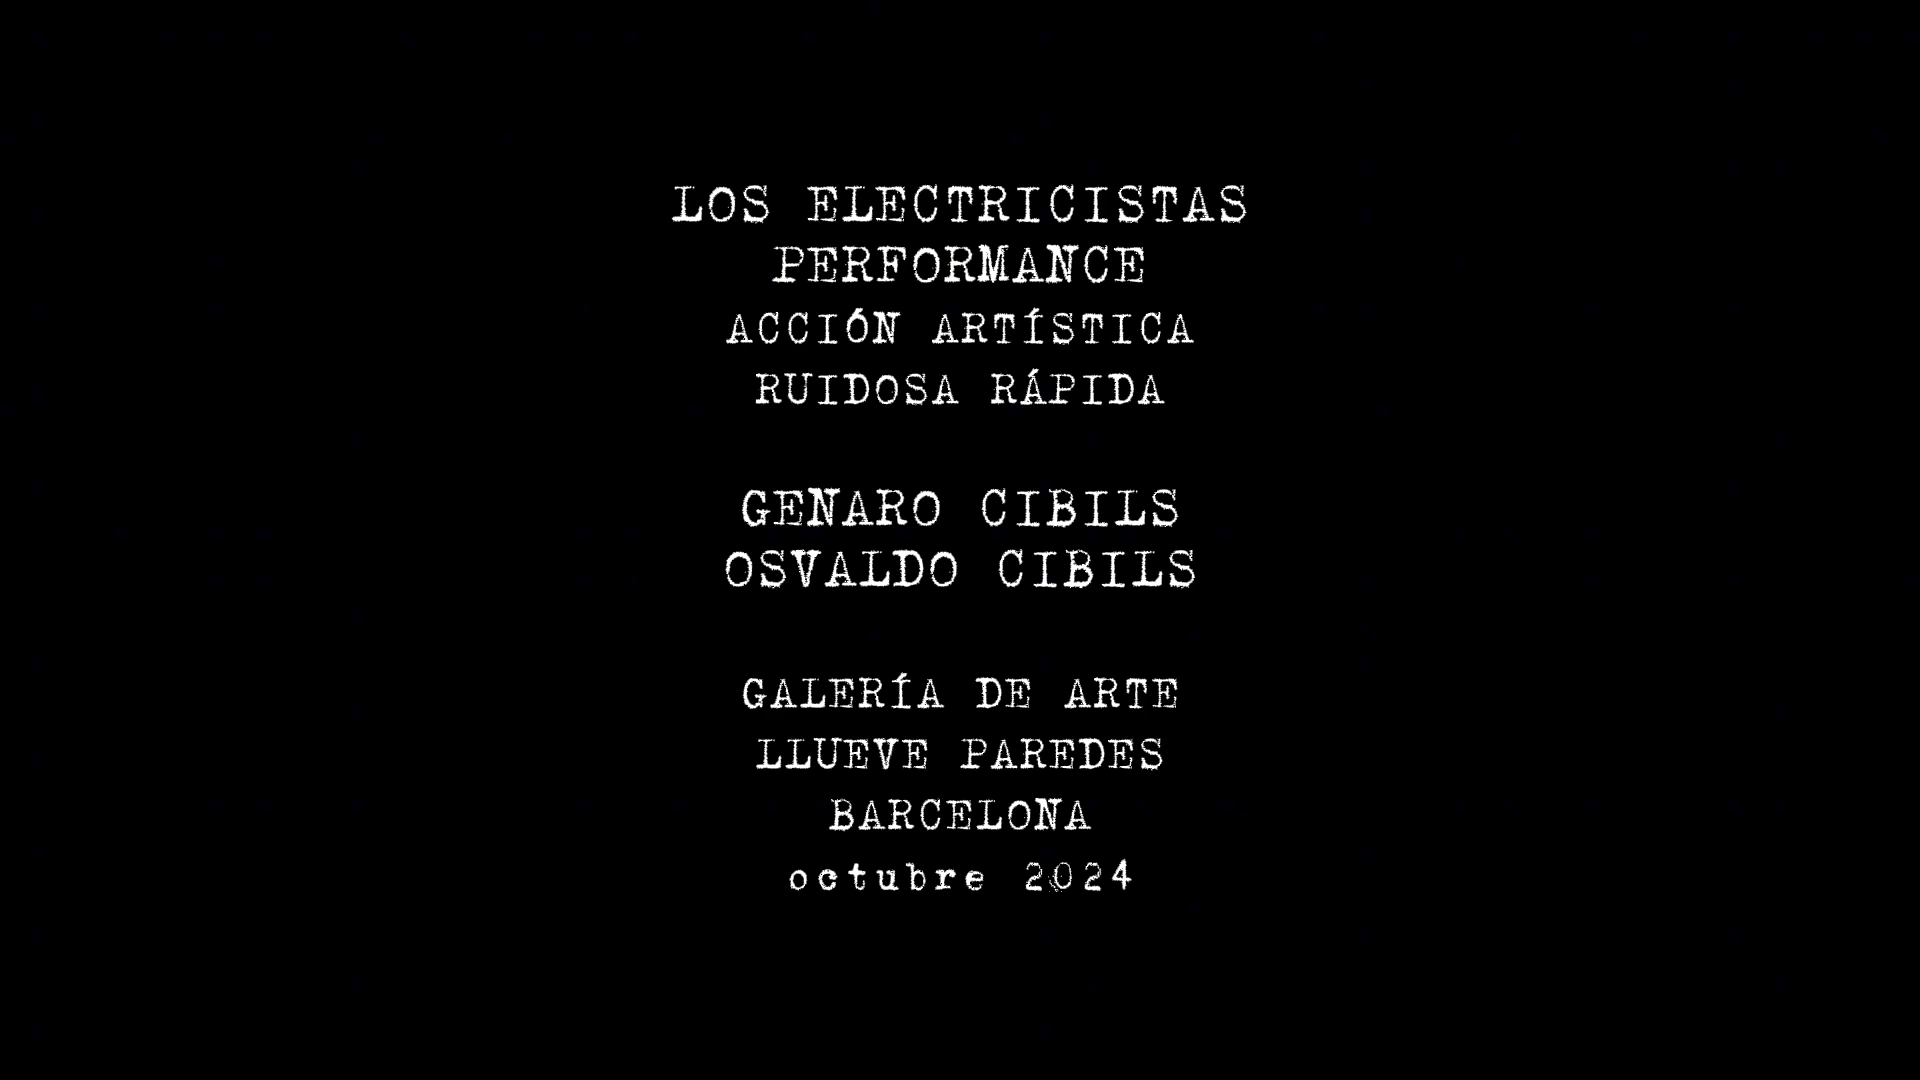 LOS ELECTRICISTAS
PERFORMANCE
ACCIÓN ARTÍSTICA
RUIDOSA RÁPIDA
GENARO CIBILS
OSVALDO CIBILS
GALERÍA DE ARTE
LLUEVE PAREDES
BARCELONA
octubre 2024